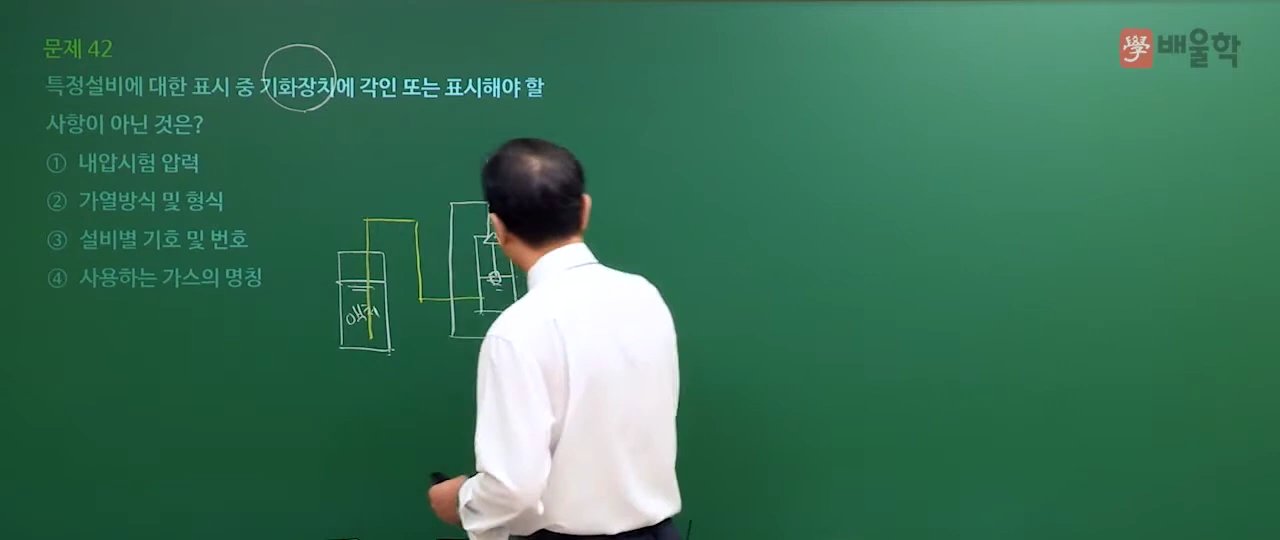 문제 42
특정설비에 대한 표시 중 기화장치에 각인 또는 표시해야 할
사항이 아닌 것은?
① 내압시험 압력
② 가열방식 및 형식
③ 설비별 기호 및 번호
④ 사용하는 가스의 명칭
액체
學 배울학